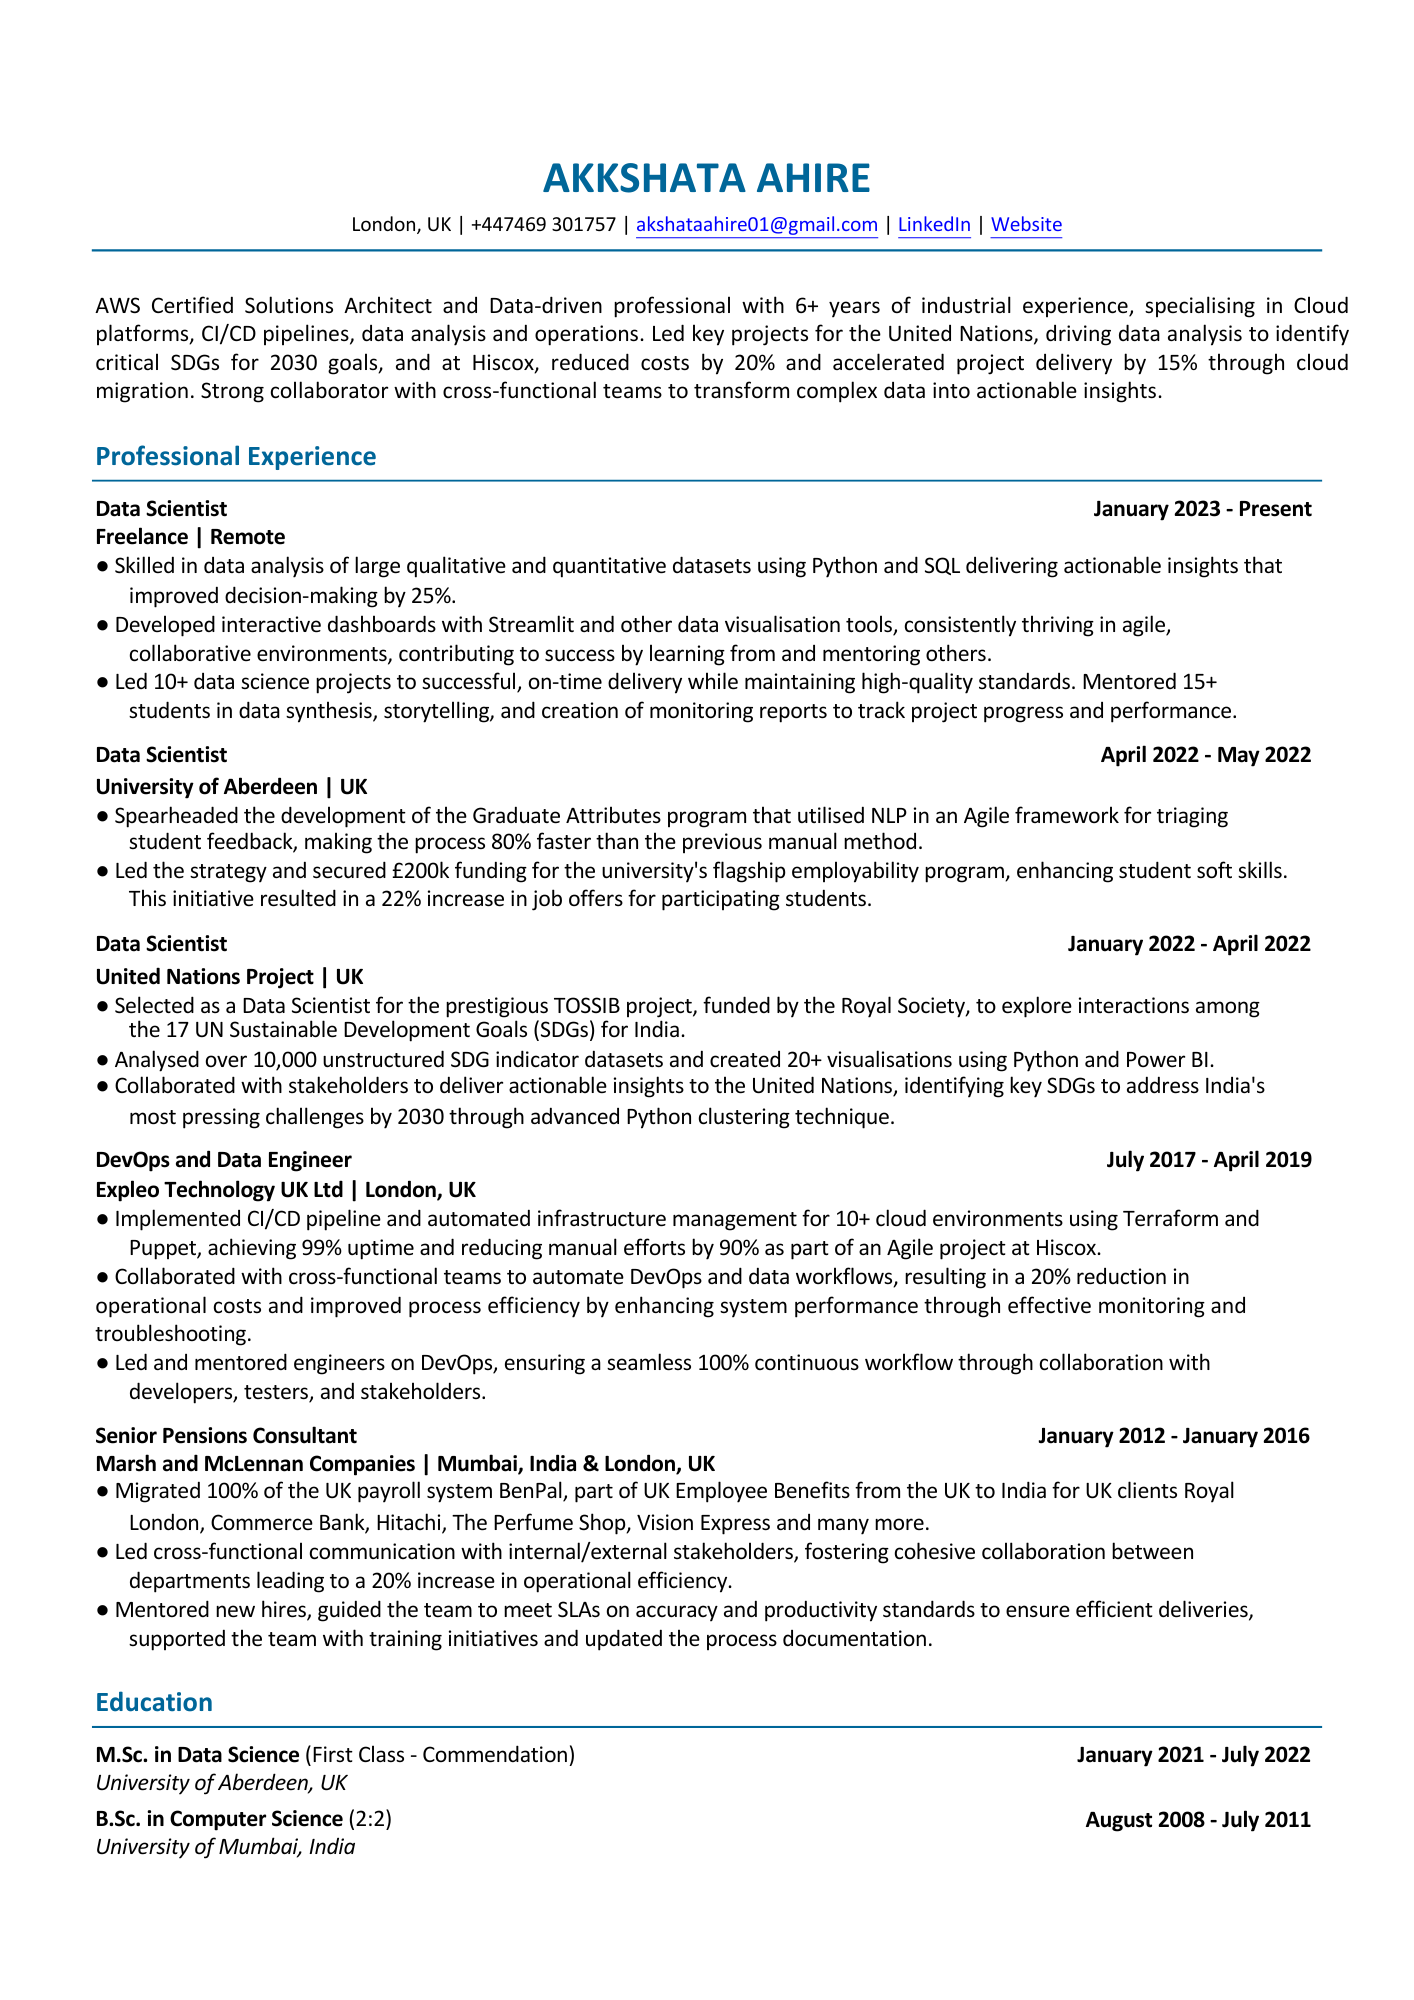 AKKSHATA AHIRE
London, UK | +447469 301757 | akshataahire01@gmail.com | LinkedIn | Website
AWS Certified Solutions Architect and Data-driven professional with 6+ years of industrial experience, specialising in Cloud
platforms, CI/CD pipelines, data analysis and operations. Led key projects for the United Nations, driving data analysis to identify
critical SDGs for 2030 goals, and at Hiscox, reduced costs by 20% and accelerated project delivery by 15% through cloud
migration. Strong collaborator with cross-functional teams to transform complex data into actionable insights.
Professional Experience
Data Scientist January 2023 - Present
Freelance | Remote
● Skilled in data analysis of large qualitative and quantitative datasets using Python and SQL delivering actionable insights that
improved decision-making by 25%.
● Developed interactive dashboards with Streamlit and other data visualisation tools, consistently thriving in agile,
collaborative environments, contributing to success by learning from and mentoring others.
● Led 10+ data science projects to successful, on-time delivery while maintaining high-quality standards. Mentored 15+
students in data synthesis, storytelling, and creation of monitoring reports to track project progress and performance.
Data Scientist April 2022 - May 2022
University of Aberdeen | UK
● Spearheaded the development of the Graduate Attributes program that utilised NLP in an Agile framework for triaging
student feedback, making the process 80% faster than the previous manual method.
● Led the strategy and secured £200k funding for the university's flagship employability program, enhancing student soft skills.
This initiative resulted in a 22% increase in job offers for participating students.
Data Scientist January 2022 - April 2022
United Nations Project | UK
● Selected as a Data Scientist for the prestigious TOSSIB project, funded by the Royal Society, to explore interactions among
the 17 UN Sustainable Development Goals (SDGs) for India.
● Analysed over 10,000 unstructured SDG indicator datasets and created 20+ visualisations using Python and Power BI.
● Collaborated with stakeholders to deliver actionable insights to the United Nations, identifying key SDGs to address India's
most pressing challenges by 2030 through advanced Python clustering technique.
DevOps and Data Engineer July 2017 - April 2019
Expleo Technology UK Ltd | London, UK
● Implemented CI/CD pipeline and automated infrastructure management for 10+ cloud environments using Terraform and
Puppet, achieving 99% uptime and reducing manual efforts by 90% as part of an Agile project at Hiscox.
● Collaborated with cross-functional teams to automate DevOps and data workflows, resulting in a 20% reduction in
operational costs and improved process efficiency by enhancing system performance through effective monitoring and
troubleshooting.
● Led and mentored engineers on DevOps, ensuring a seamless 100% continuous workflow through collaboration with
developers, testers, and stakeholders.
Senior Pensions Consultant January 2012 - January 2016
Marsh and McLennan Companies | Mumbai, India & London, UK
● Migrated 100% of the UK payroll system BenPal, part of UK Employee Benefits from the UK to India for UK clients Royal
London, Commerce Bank, Hitachi, The Perfume Shop, Vision Express and many more.
● Led cross-functional communication with internal/external stakeholders, fostering cohesive collaboration between
departments leading to a 20% increase in operational efficiency.
● Mentored new hires, guided the team to meet SLAs on accuracy and productivity standards to ensure efficient deliveries,
supported the team with training initiatives and updated the process documentation.
Education
M.Sc. in Data Science (First Class - Commendation) January 2021 - July 2022
University of Aberdeen, UK
B.Sc. in Computer Science (2:2) August 2008 - July 2011
University of Mumbai, India